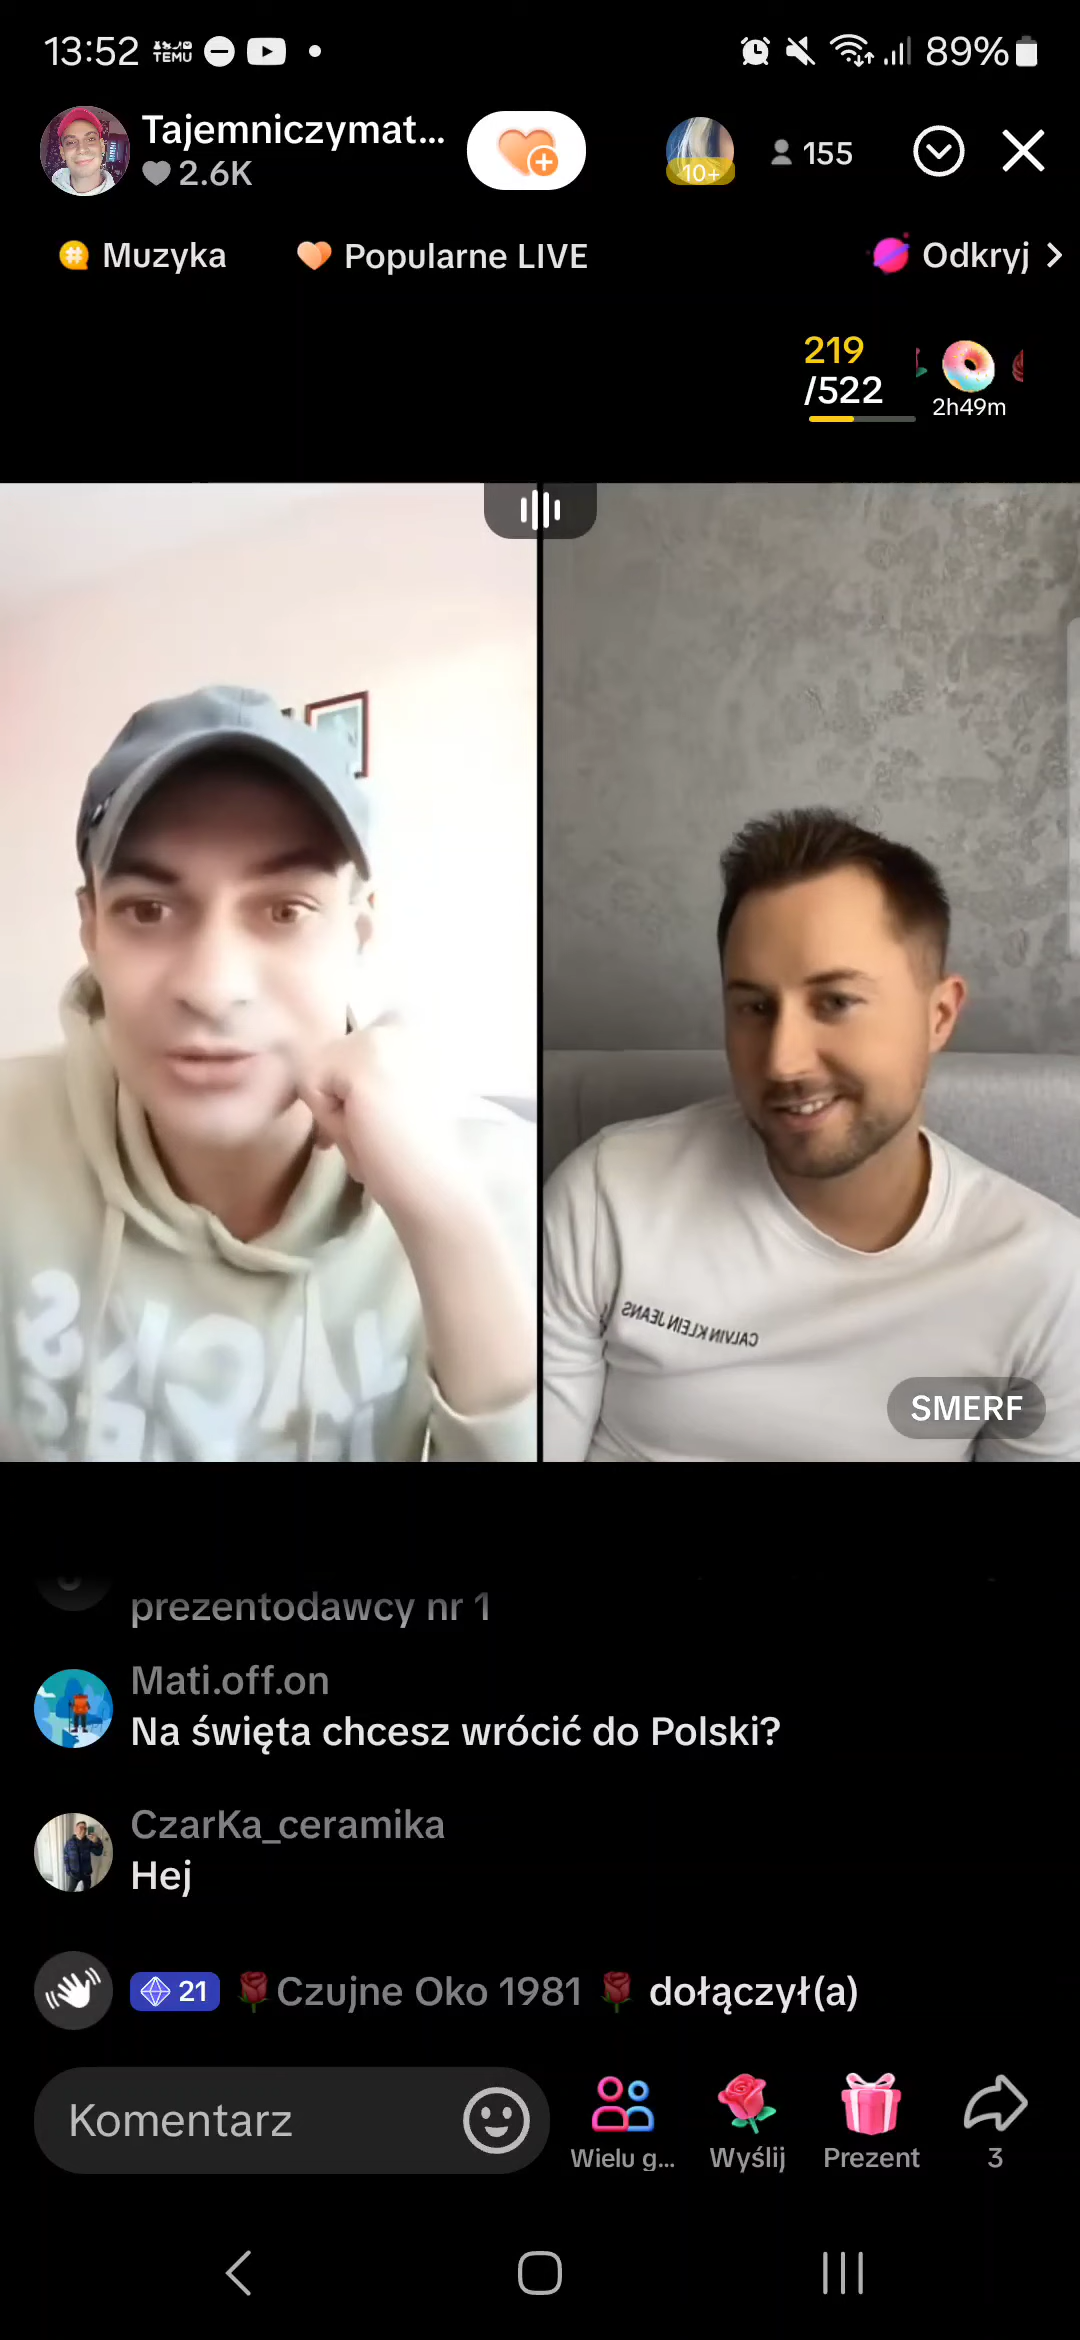 13:52 TEMU 89%
Tajemniczymat...
2.6K
10+
155
Muzyka
Popularne LIVE
Odkryj
219
/522
2h49m
CALVIN KLEIN JEANS
SMERF
prezentodawcy nr 1
Mati.off.on
Na święta chcesz wrócić do Polski?
CzarKa_ceramika
Hej
21 🌹Czujne Oko 1981 🌹 dołączył(a)
Komentarz
Wielu g...
Wyślij
Prezent
3